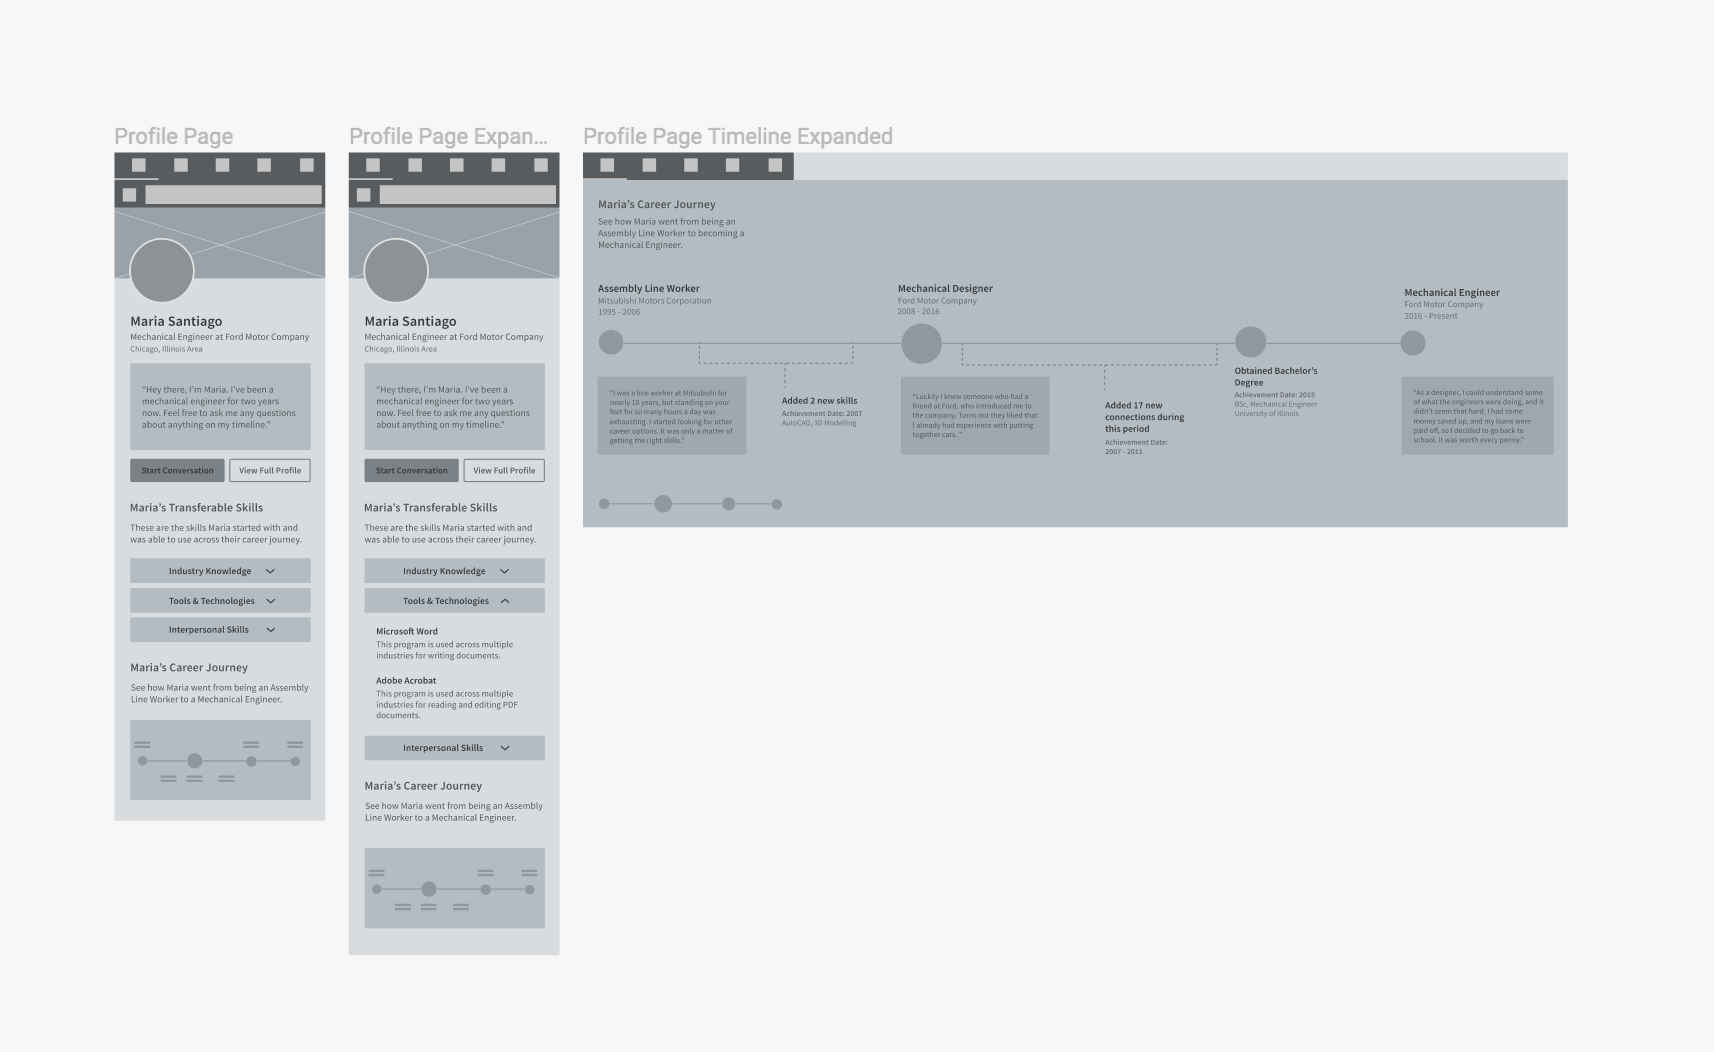 Profile Page
Maria Santiago
Mechanical Engineer at Ford Motor Company
Chicago, Illinois Area
“Hey there, I’m Maria. I’ve been a
mechanical engineer for two years
now. Feel free to ask me any questions
about anything on my timeline.”
Start Conversation
View Full Profile
Maria’s Transferable Skills
These are the skills Maria started with and
was able to use across their career journey.
Industry Knowledge
Tools & Technologies
Interpersonal Skills
Maria’s Career Journey
See how Maria went from being an Assembly
Line Worker to a Mechanical Engineer.
Profile Page Expan...
Maria Santiago
Mechanical Engineer at Ford Motor Company
Chicago, Illinois Area
“Hey there, I’m Maria. I’ve been a
mechanical engineer for two years
now. Feel free to ask me any questions
about anything on my timeline.”
Start Conversation
View Full Profile
Maria’s Transferable Skills
These are the skills Maria started with and
was able to use across their career journey.
Industry Knowledge
Tools & Technologies
Microsoft Word
This program is used across multiple
industries for writing documents.
Adobe Acrobat
This program is used across multiple
industries for reading and editing PDF
documents.
Interpersonal Skills
Maria’s Career Journey
See how Maria went from being an Assembly
Line Worker to a Mechanical Engineer.
Profile Page Timeline Expanded
Maria’s Career Journey
See how Maria went from being an
Assembly Line Worker to becoming a
Mechanical Engineer.
Assembly Line Worker
Mitsubishi Motors Corporation
1995 - 2006
“I was a line worker at Mitsubishi for
nearly 10 years, but standing on your
feet for so many hours a day was
exhausting. I started looking for other
career options. It was only a matter of
getting the right skills.”
Added 2 new skills
Achievement Date: 2007
AutoCAD, 3D Modelling
Mechanical Designer
Ford Motor Company
2008 - 2016
“Luckily I knew someone who had a
friend at Ford, who introduced me to
the company. Turns out they liked that
I already had experience with putting
together cars. ”
Added 17 new
connections during
this period
Achievement Date:
2007 - 2011
Obtained Bachelor’s
Degree
Achievement Date: 2015
BSc, Mechanical Engineer
University of Illinois
Mechanical Engineer
Ford Motor Company
2016 - Present
“As a designer, I could understand some
of what the engineers were doing, and it
didn’t seem that hard. I had some
money saved up, and my loans were
paid off, so I decided to go back to
school. It was worth every penny.”